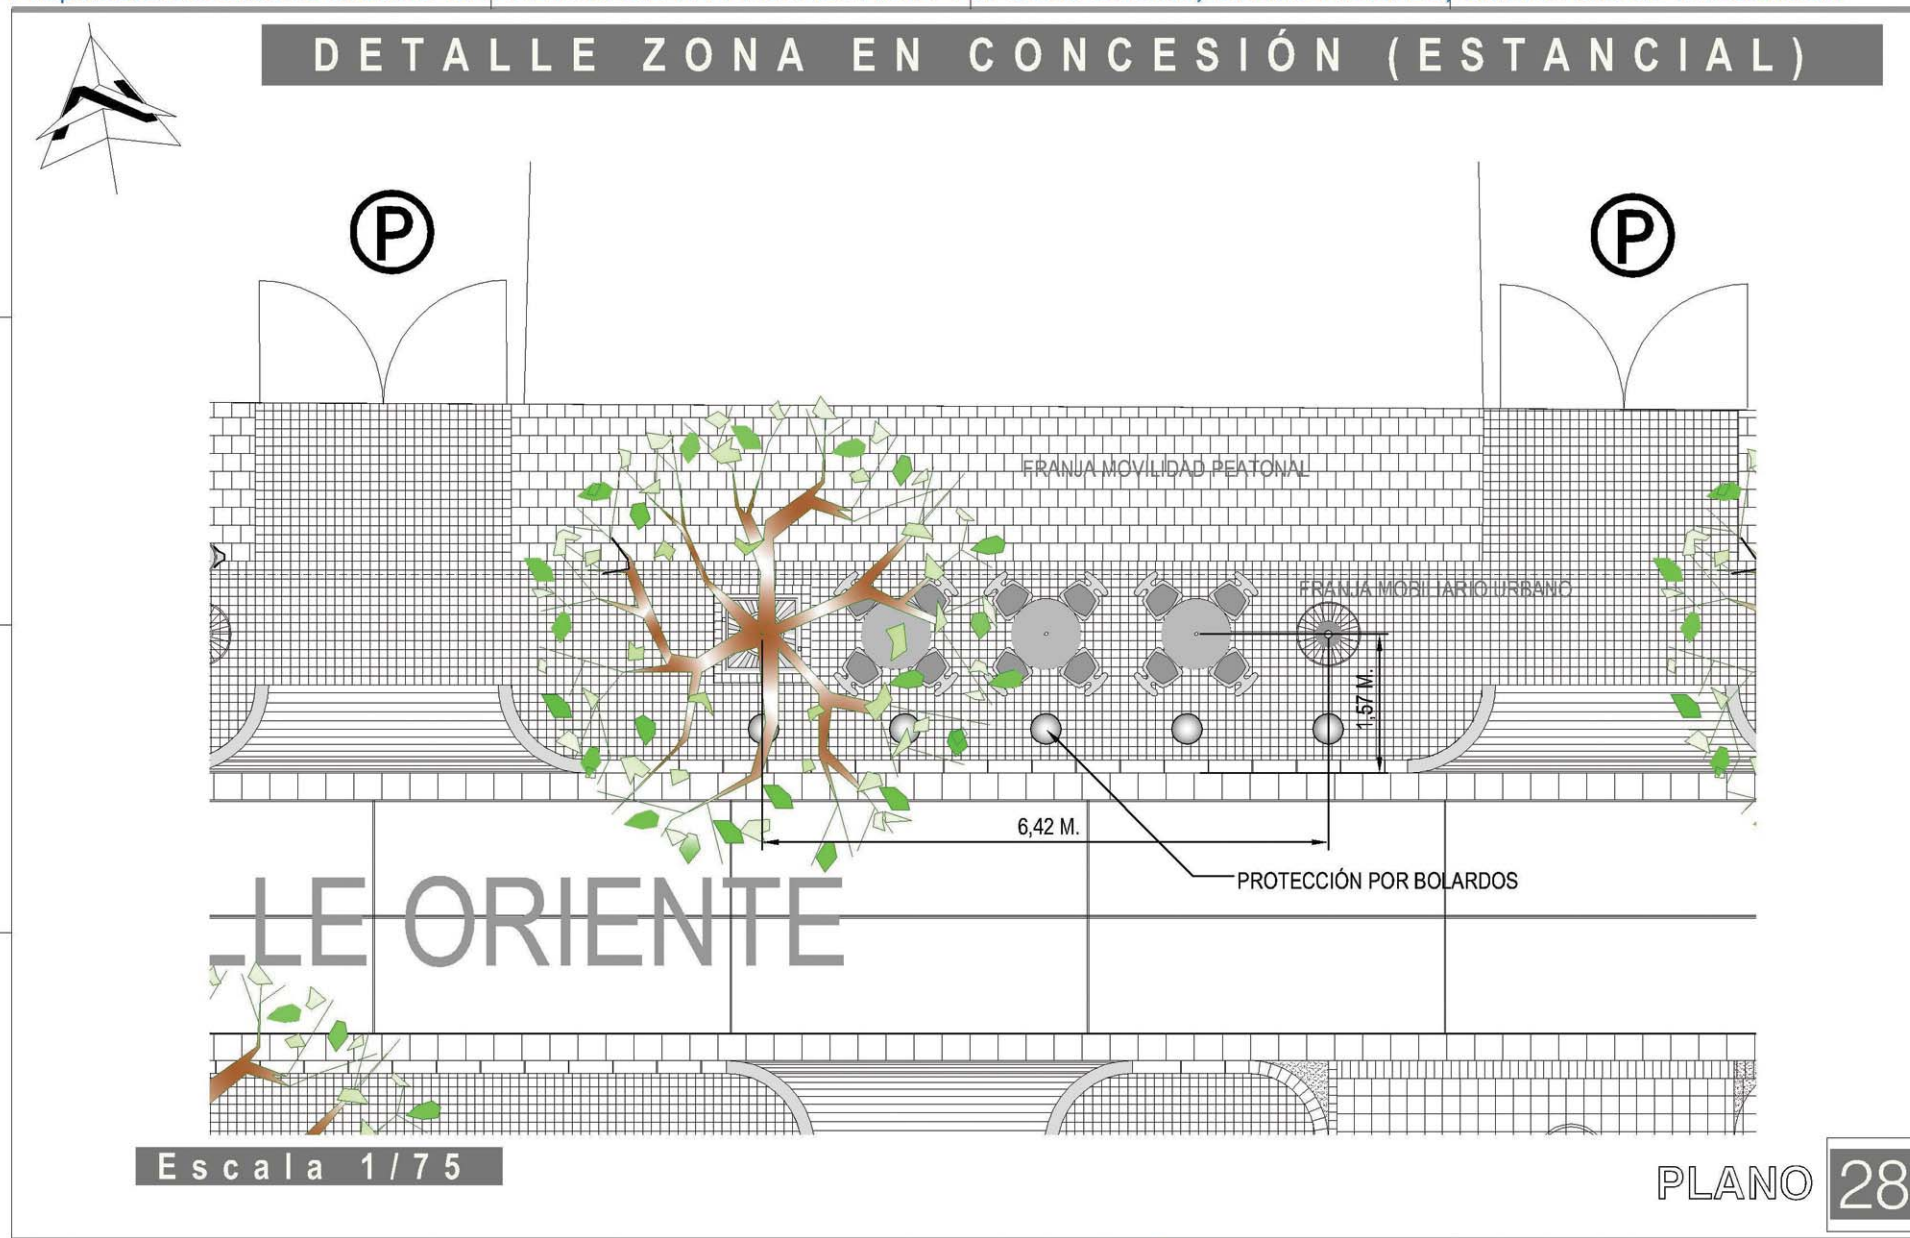 DETALLE ZONA EN CONCESIÓN (ESTANCIAL)
P
P
FRANJA MOVILIDAD PEATONAL
FRANJA MOBILIARIO URBANO
1,57 M.
6,42 M.
PROTECCIÓN POR BOLARDOS
LLE ORIENTE
Escala 1/75
PLANO 28